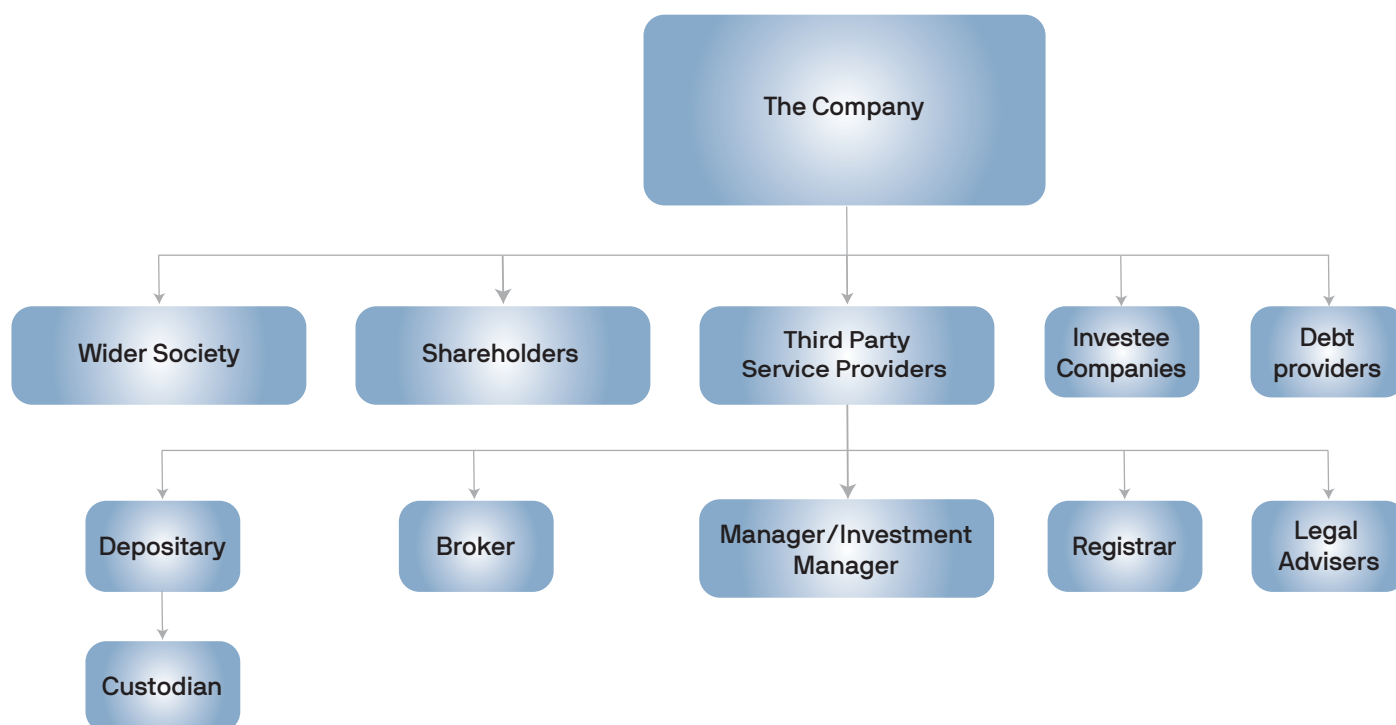 The Company
Wider Society
Shareholders
Third Party
Service Providers
Investee
Companies
Debt
providers
Depositary
Broker
Manager/Investment
Manager
Registrar
Legal
Advisers
Custodian